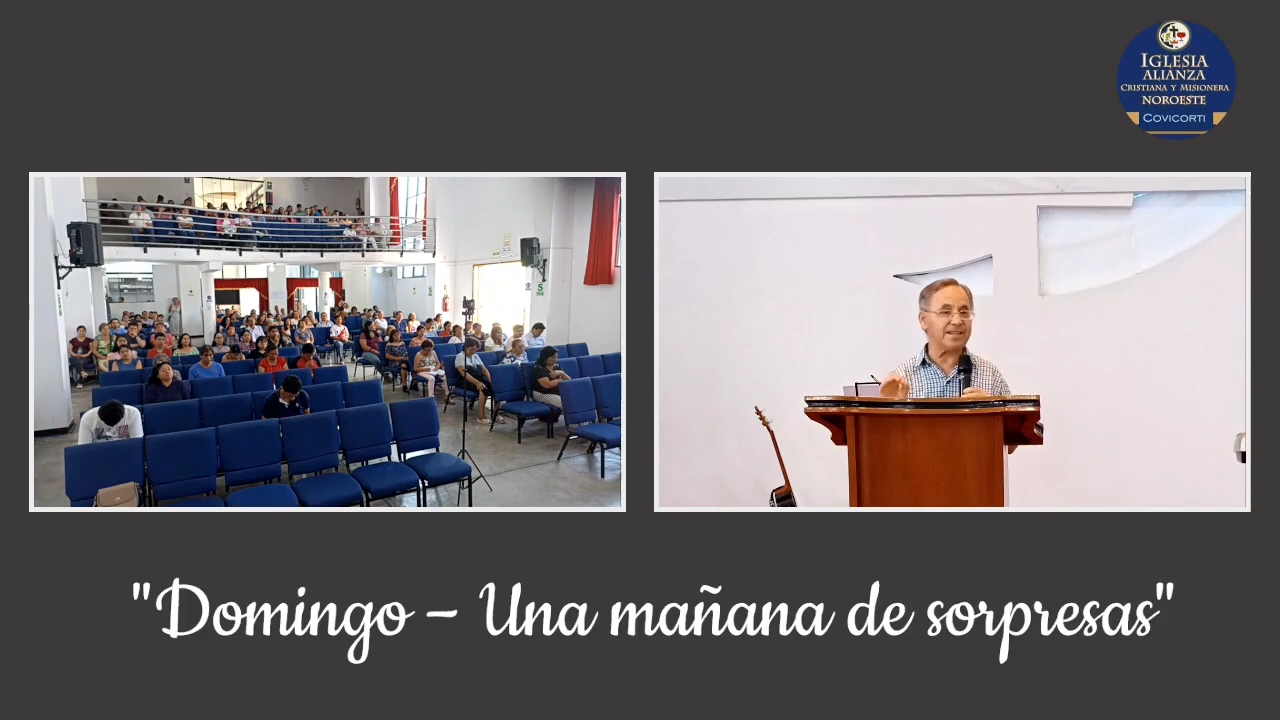 IGLESIA
ALIANZA
CRISTIANA Y MISIONERA
NOROESTE
COVICORTI
S
"Domingo – Una mañana de sorpresas"